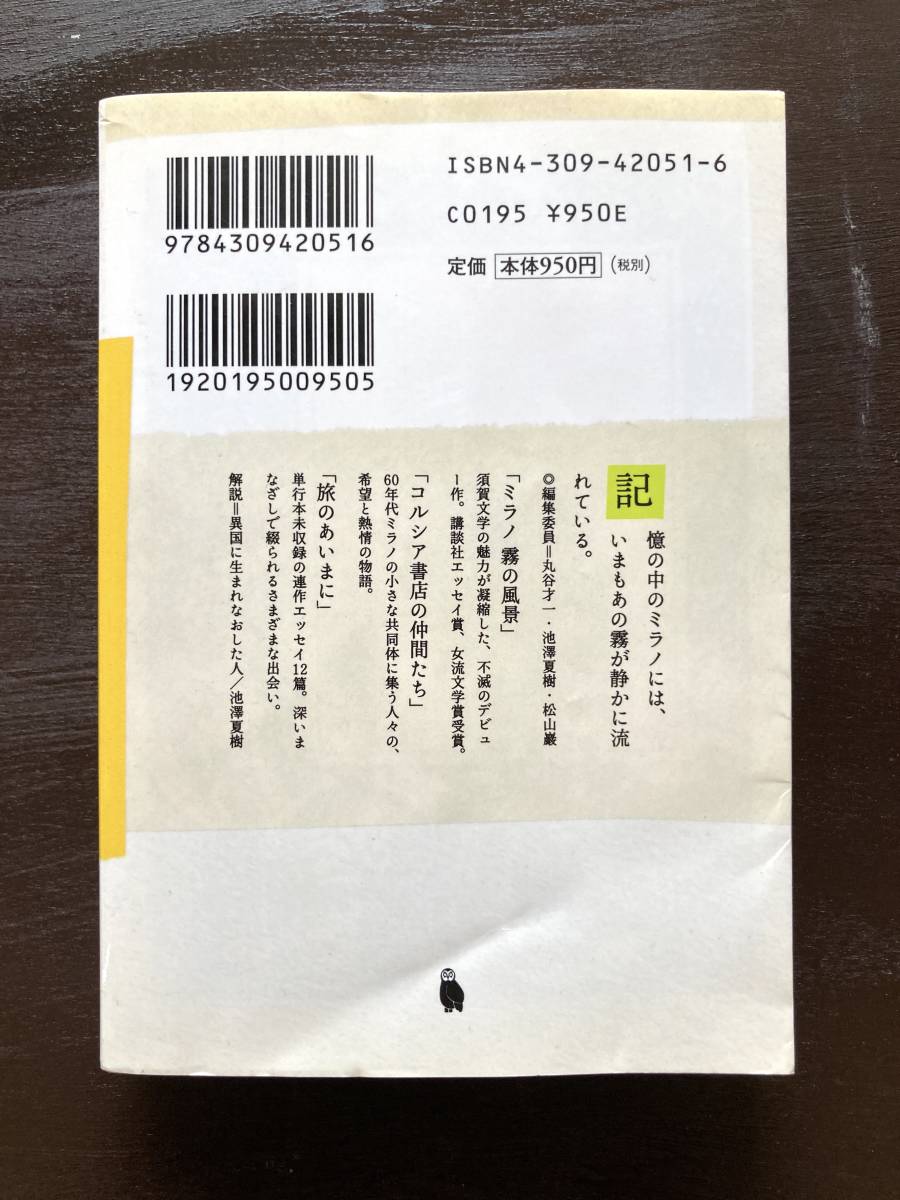 9784309420516
ISBN4-309-42051-6
C0195 ¥950E
定価 本体950円 (税別)
1920195009505
記憶の中のミラノには、
いまもあの霧が静かに流
れている。
◎編集委員=丸谷才一・池澤夏樹・松山巖
「ミラノ 霧の風景」
須賀文学の魅力が凝縮した、不滅のデビュ
ー作。講談社エッセイ賞、女流文学賞受賞。
「コルシア書店の仲間たち」
60年代ミラノの小さな共同体に集う人々の、
希望と熱情の物語。
「旅のあいまに」
単行本未収録の連作エッセイ12篇。深いま
なざしで綴られるさまざまな出会い。
解説=異国に生まれなおした人/池澤夏樹